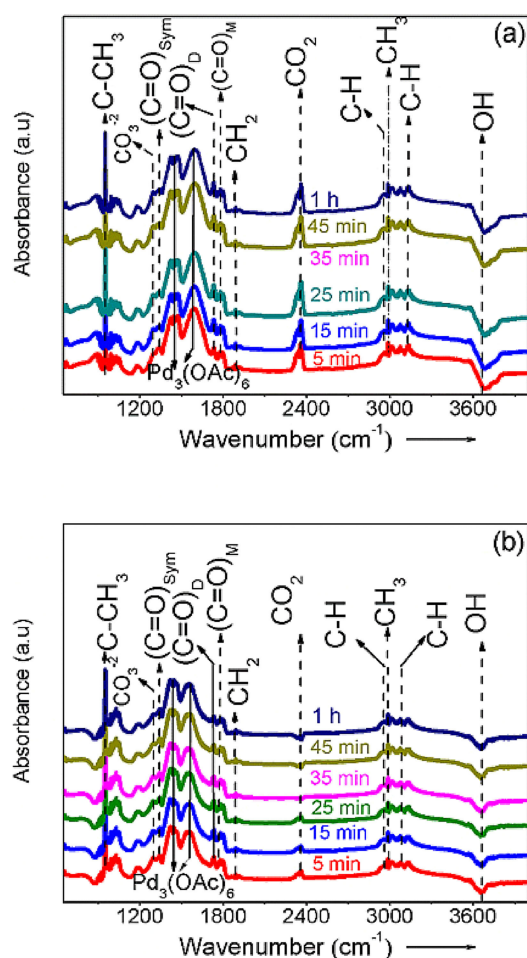 (a)
C-CH3
CO3-2
(C=O)Sym
(C=O)D
(C=O)M
CH2
CO2
C-H
CH3
C-H
OH
1 h
45 min
35 min
25 min
15 min
5 min
Pd3(OAc)6
Absorbance (a.u)
1200 1800 2400 3000 3600
Wavenumber (cm-1)
(b)
C-CH3
CO3-2
(C=O)Sym
(C=O)D
(C=O)M
CH2
CO2
C-H
CH3
C-H
OH
1 h
45 min
35 min
25 min
15 min
5 min
Pd3(OAc)6
Absorbance (a.u)
1200 1800 2400 3000 3600
Wavenumber (cm-1)